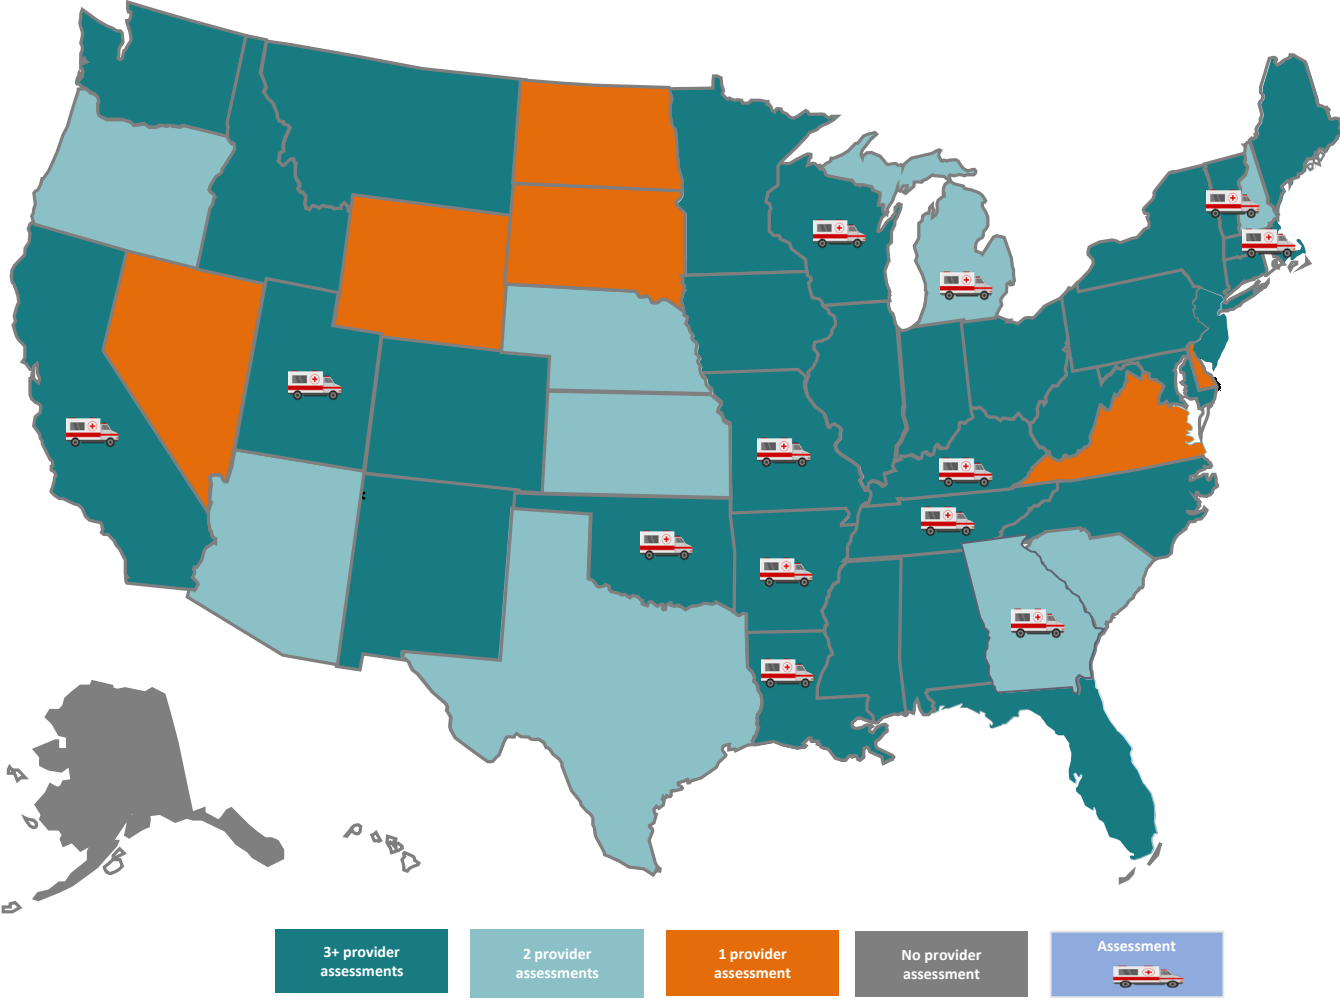 3+ provider
assessments
2 provider
assessments
1 provider
assessment
No provider
assessment
Assessment